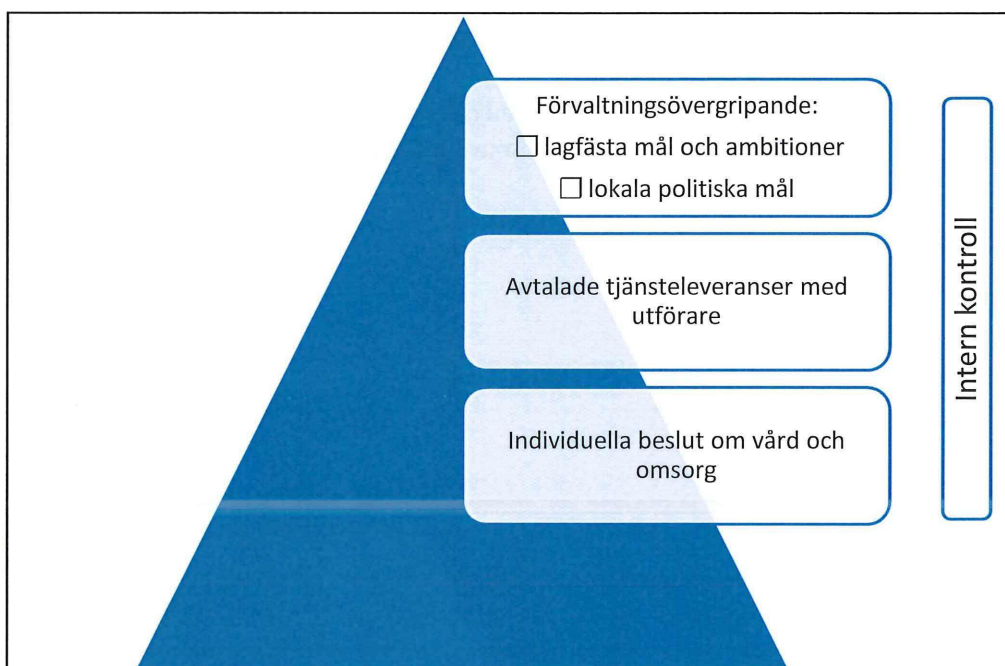 Förvaltningsövergripande:
☐ lagfästa mål och ambitioner
☐ lokala politiska mål
Avtalade tjänsteleveranser med
utförare
Individuella beslut om vård och
omsorg
Intern kontroll